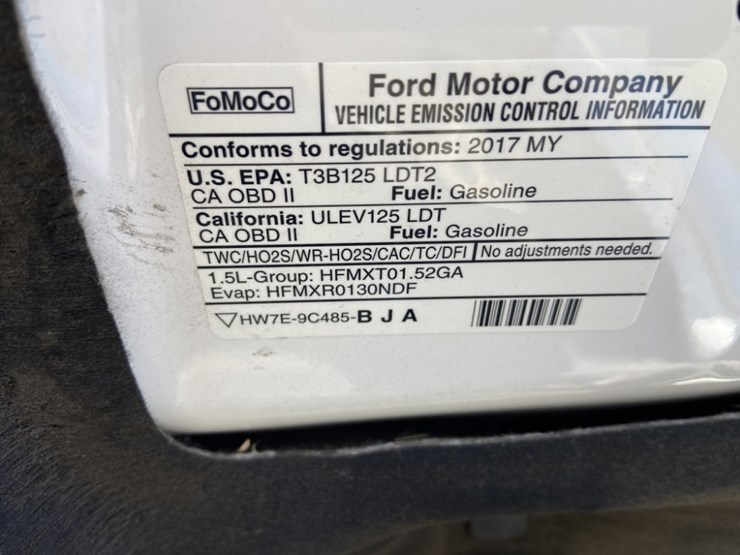 FoMoCo
Ford Motor Company
VEHICLE EMISSION CONTROL INFORMATION
Conforms to regulations: 2017 MY
U.S. EPA: T3B125 LDT2
CA OBD II Fuel: Gasoline
California: ULEV125 LDT
CA OBD II Fuel: Gasoline
TWC/HO2S/WR-HO2S/CAC/TC/DFI No adjustments needed.
1.5L-Group: HFMXT01.52GA
Evap: HFMXR0130NDF
HW7E-9C485-B J A